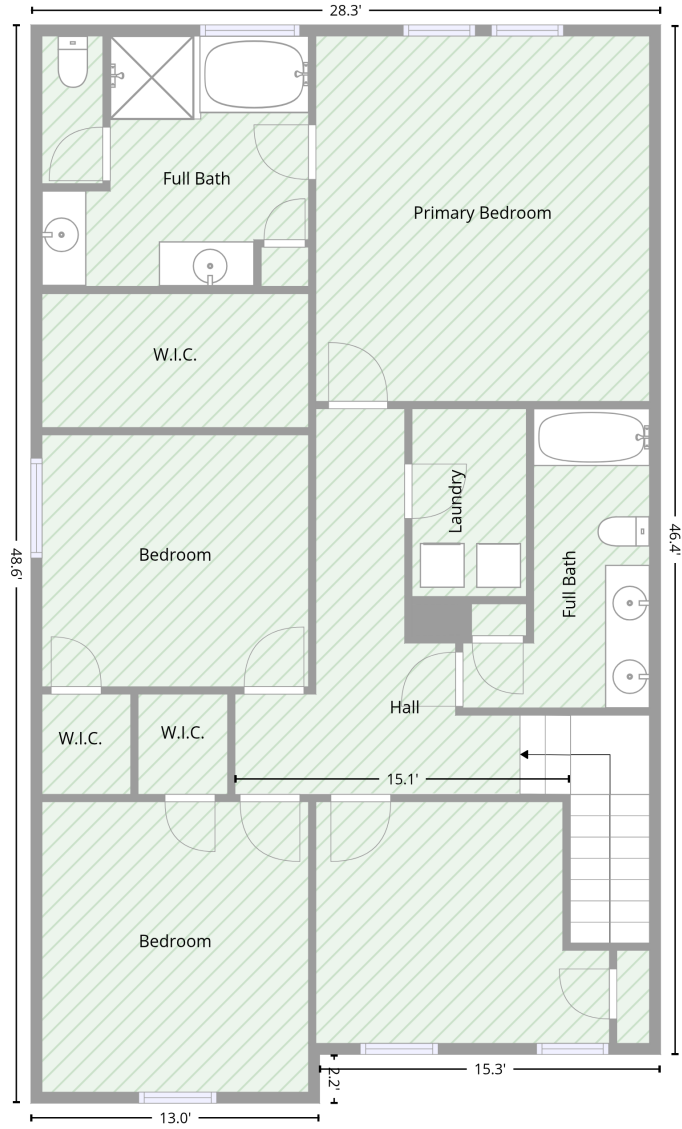 28.3'
Full Bath
Primary Bedroom
W.I.C.
Laundry
Bedroom
48.6'
46.4'
Full Bath
Hall
W.I.C.
W.I.C.
15.1'
Bedroom
15.3'
2.2'
13.0'